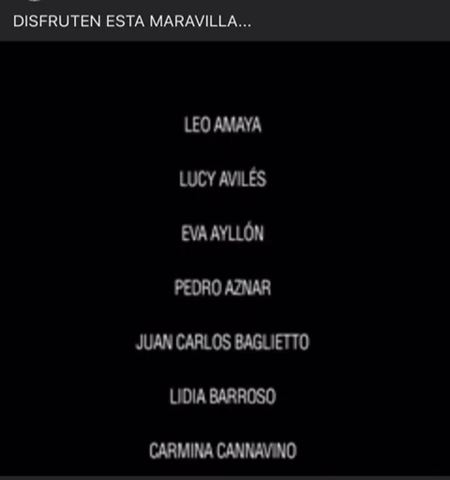 DISFRUTEN ESTA MARAVILLA...
LEO AMAYA
LUCY AVILÉS
EVA AYLLÓN
PEDRO AZNAR
JUAN CARLOS BAGLIETTO
LIDIA BARROSO
CARMINA CANNAVINO